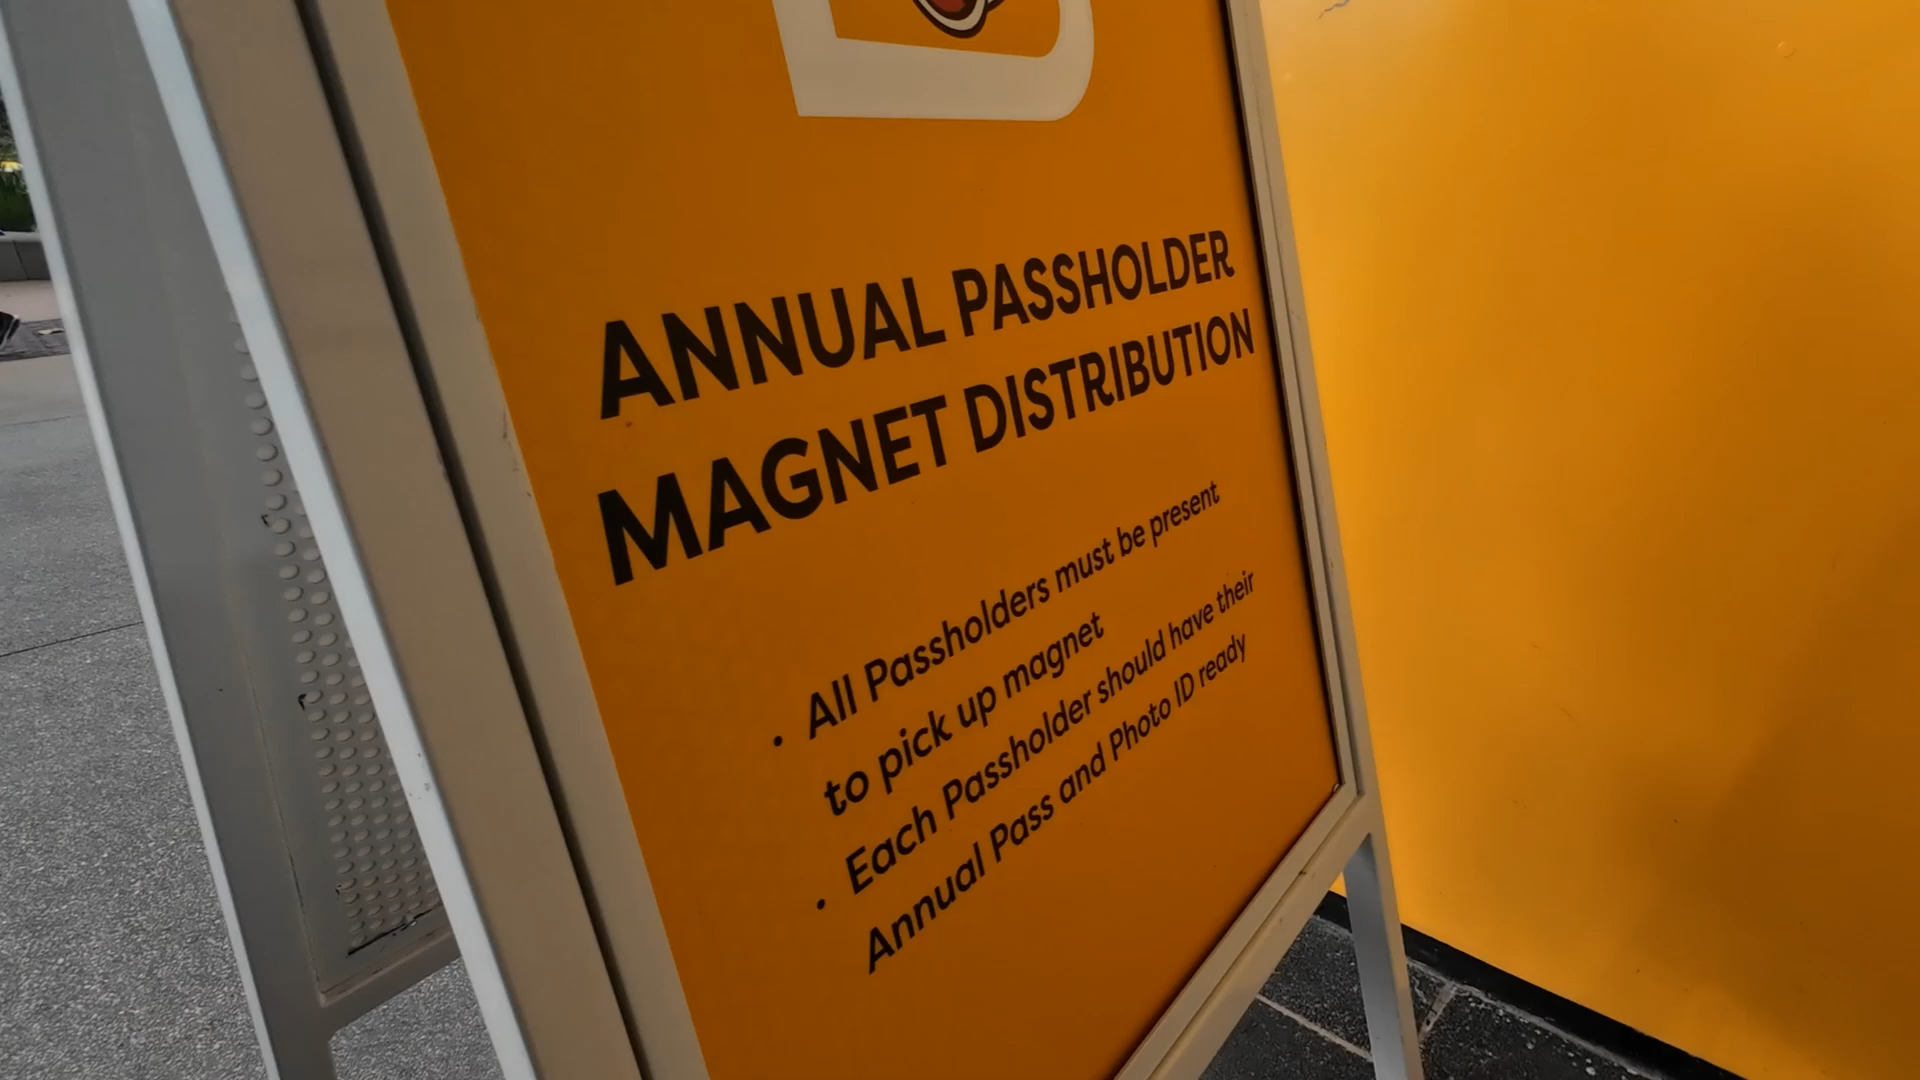 ANNUAL PASSHOLDER
MAGNET DISTRIBUTION
• All Passholders must be present
to pick up magnet
• Each Passholder should have their
Annual Pass and Photo ID ready